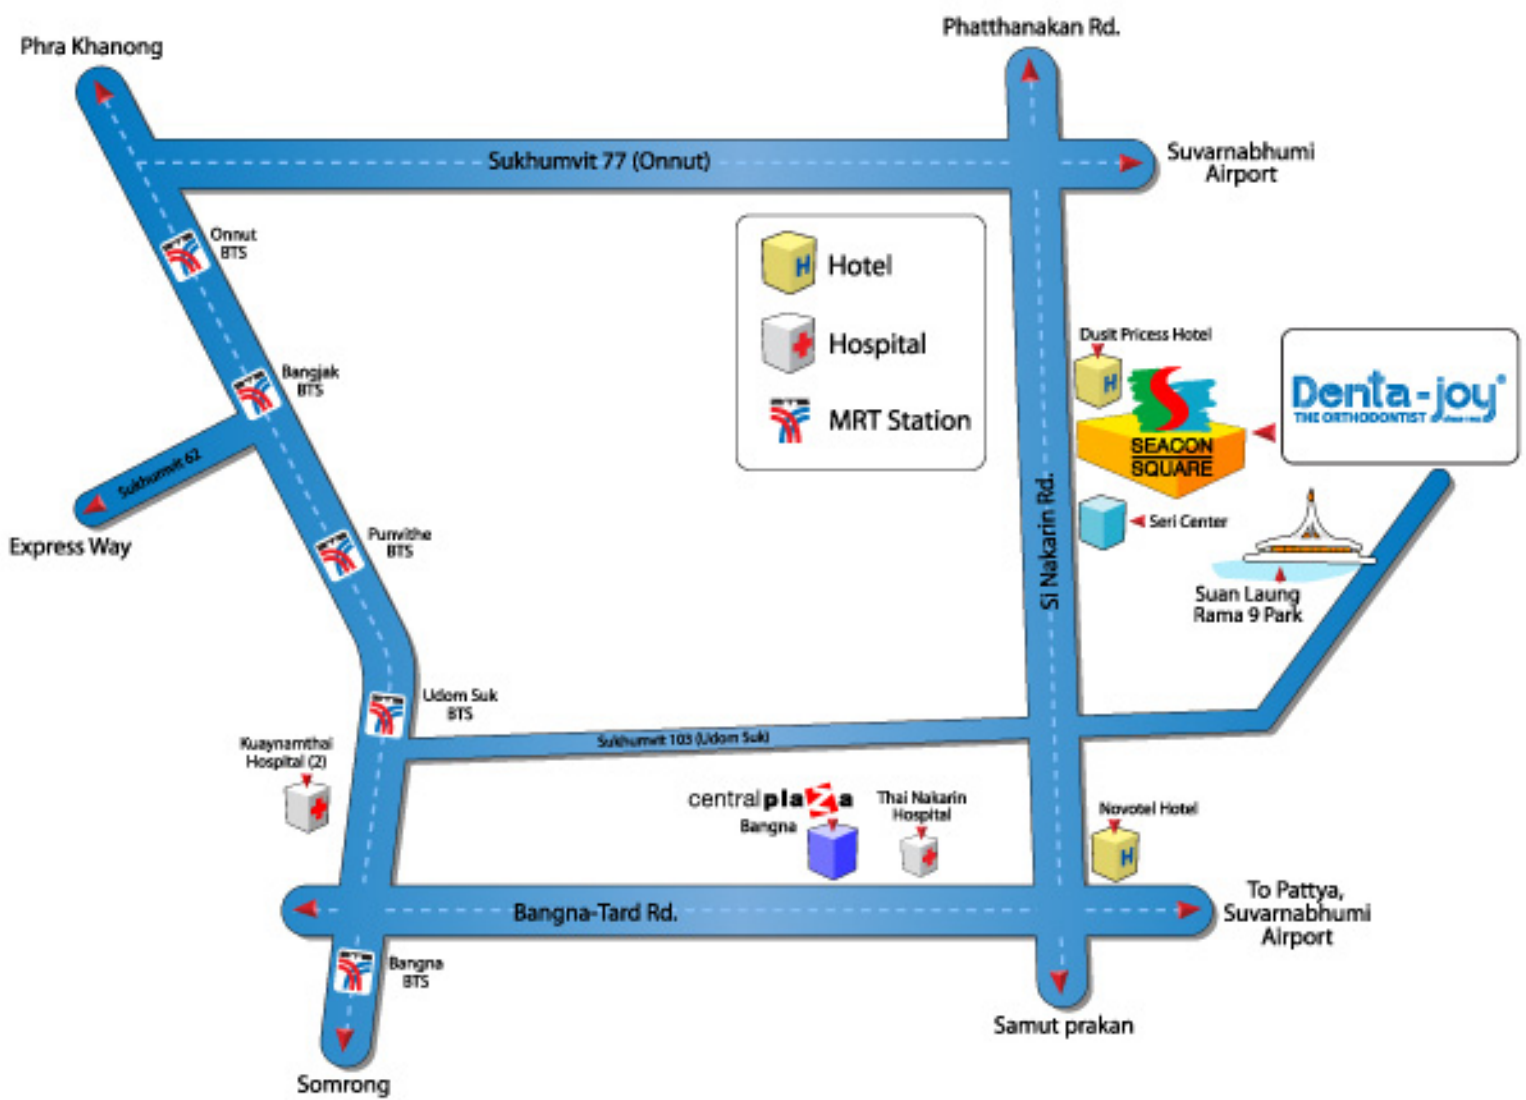 Phatthanakan Rd.
Phra Khanong
Sukhumvit 77 (Onnut)
Suvarnabhumi
Airport
Onnut
BTS
H
Hotel
Hospital
MRT Station
Dusit Pricess Hotel
H
Bangjak
BTS
Denta-joy®
THE ORTHODONTIST
SEACON
SQUARE
Sukhumvit 62
Express Way
Punvithe
BTS
Si Nakarin Rd.
Seri Center
Suan Laung
Rama 9 Park
Udom Suk
BTS
Sukhumvit 103 (Udom Suk)
Kuaynamthai
Hospital (2)
centralplaza
Bangna
Thai Nakarin
Hospital
Novotel Hotel
H
Bangna-Tard Rd.
To Pattya,
Suvarnabhumi
Airport
Bangna
BTS
Samut prakan
Somrong